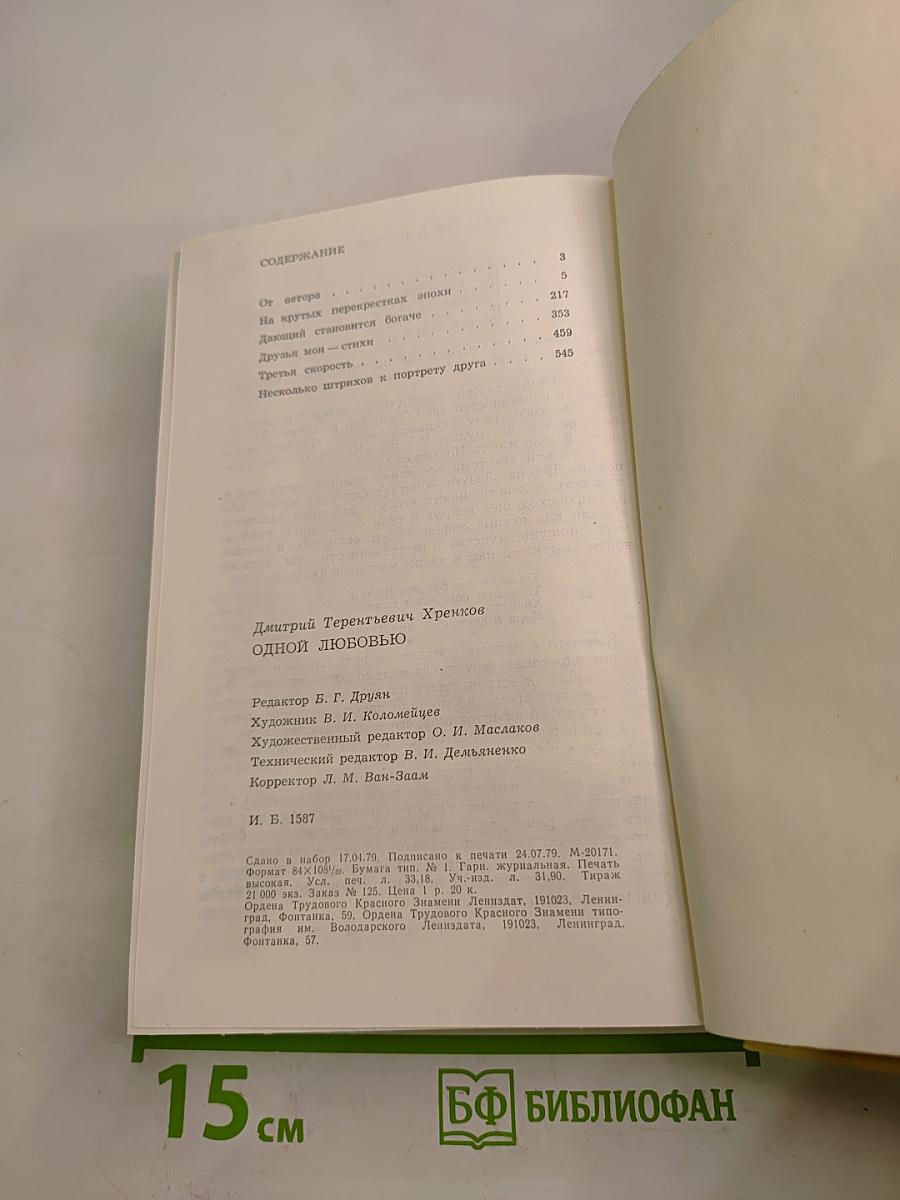 СОДЕРЖАНИЕ
От автора . . . . . . . . . . . . . . 3
На крутых перекрестках эпохи . . . . . . 5
Дающий становится богаче . . . . . . . . 217
Друзья мои — стихи . . . . . . . . . . 353
Третья скорость . . . . . . . . . . . . 459
Несколько штрихов к портрету друга . . . . 545
Дмитрий Терентьевич Хренков
ОДНОЙ ЛЮБОВЬЮ
Редактор Б. Г. Друян
Художник В. И. Коломейцев
Художественный редактор О. И. Маслаков
Технический редактор В. И. Демьяненко
Корректор Л. М. Ван-Заам
И. Б. 1587
Сдано в набор 17.04.79. Подписано к печати 24.07.79. М-20171.
Формат 84×108¹/₃₂. Бумага тип. № 1. Гарн. журнальная. Печать
высокая. Усл. печ. л. 33,18. Уч.-изд. л. 31,90. Тираж
21 000 экз. Заказ № 125. Цена 1 р. 20 к.
Ордена Трудового Красного Знамени Лениздат, 191023, Ленин-
град, Фонтанка, 59. Ордена Трудового Красного Знамени типо-
графия им. Володарского Лениздата, 191023, Ленинград,
Фонтанка, 57.
15 см
БФ БИБЛИОФАН